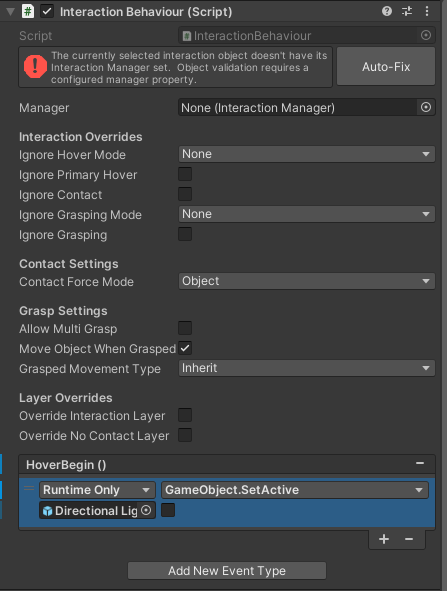 Interaction Behaviour (Script)
Script
InteractionBehaviour
The currently selected interaction object doesn't have its
Interaction Manager set. Object validation requires a
configured manager property.
Auto-Fix
Manager
None (Interaction Manager)
Interaction Overrides
Ignore Hover Mode
None
Ignore Primary Hover
Ignore Contact
Ignore Grasping Mode
None
Ignore Grasping
Contact Settings
Contact Force Mode
Object
Grasp Settings
Allow Multi Grasp
Move Object When Grasped
Grasped Movement Type
Inherit
Layer Overrides
Override Interaction Layer
Override No Contact Layer
HoverBegin ()
Runtime Only
GameObject.SetActive
Directional Lig
Add New Event Type